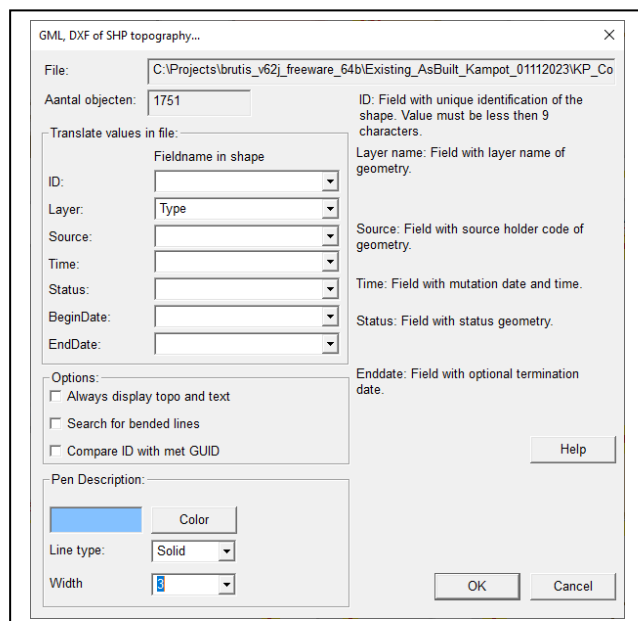 GML, DXF of SHP topography...
File:
C:\Projects\brutis_v62j_freeware_64b\Existing_AsBuilt_Kampot_01112023\KP_Co
Aantal objecten:
1751
ID: Field with unique identification of the
shape. Value must be less then 9
characters.
Translate values in file:
Fieldname in shape
Layer name: Field with layer name of
geometry.
ID:
Layer:
Type
Source:
Source: Field with source holder code of
geometry.
Time:
Time: Field with mutation date and time.
Status:
BeginDate:
Status: Field with status geometry.
EndDate:
Enddate: Field with optional termination
date.
Options:
Always display topo and text
Search for bended lines
Compare ID with met GUID
Help
Pen Description:
Color
Line type:
Solid
Width
3
OK
Cancel